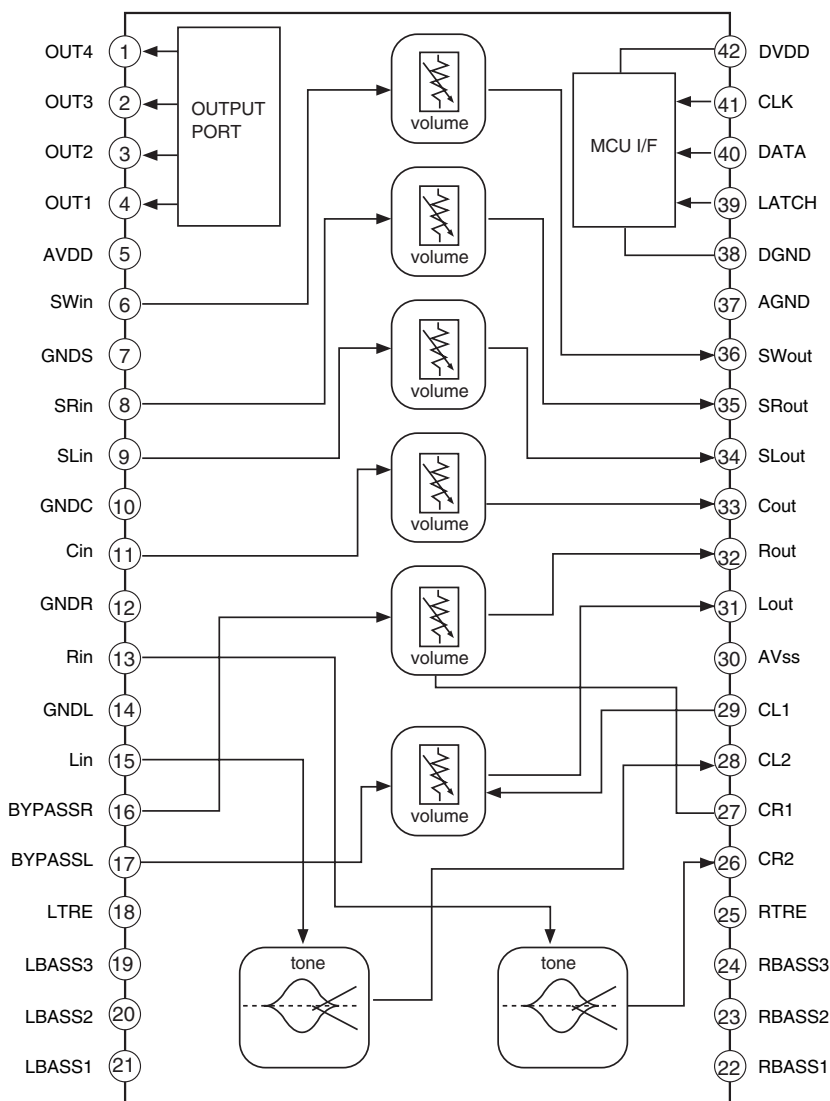 OUT4
1
OUT3
2
OUT2
3
OUT1
4
AVDD
5
SWin
6
GNDS
7
SRin
8
SLin
9
GNDC
10
Cin
11
GNDR
12
Rin
13
GNDL
14
Lin
15
BYPASSR
16
BYPASSL
17
LTRE
18
LBASS3
19
LBASS2
20
LBASS1
21
OUTPUT
PORT
volume
volume
volume
volume
volume
volume
tone
tone
MCU I/F
42
DVDD
41
CLK
40
DATA
39
LATCH
38
DGND
37
AGND
36
SWout
35
SRout
34
SLout
33
Cout
32
Rout
31
Lout
30
AVss
29
CL1
28
CL2
27
CR1
26
CR2
25
RTRE
24
RBASS3
23
RBASS2
22
RBASS1